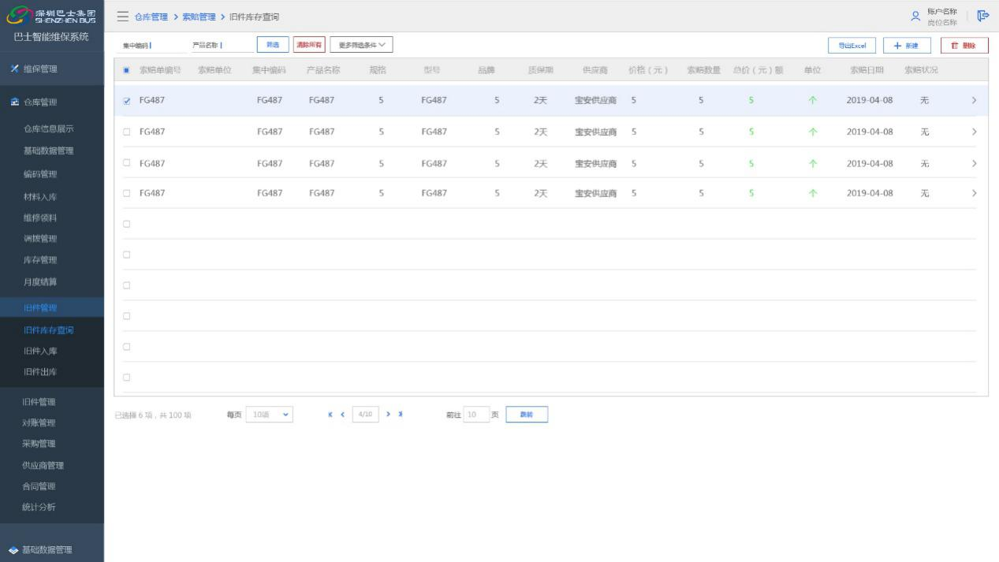 深圳巴士集团
SHENZHEN BUS
巴士智能维保系统
维保管理
仓库管理
仓库信息展示
基础数据管理
编码管理
材料入库
维修领料
调拨管理
库存管理
月度结算
旧件管理
旧件库存查询
旧件入库
旧件出库
旧件管理
对账管理
采购管理
供应商管理
合同管理
统计分析
基础数据管理
仓库管理 > 索赔管理 > 旧件库存查询
账户名称
岗位名称
集中编码 产品名称 筛选 清除所有 更多筛选条件 导出Excel + 新建 删除
索赔单编号 索赔单位 集中编码 产品名称 规格 型号 品牌 质保期 供应商 价格（元） 索赔数量 总价（元）额 单位 索赔日期 索赔状况
FG487 FG487 FG487 5 FG487 5 2天 宝安供应商 5 5 5 个 2019-04-08 无
FG487 FG487 FG487 5 FG487 5 2天 宝安供应商 5 5 5 个 2019-04-08 无
FG487 FG487 FG487 5 FG487 5 2天 宝安供应商 5 5 5 个 2019-04-08 无
FG487 FG487 FG487 5 FG487 5 2天 宝安供应商 5 5 5 个 2019-04-08 无
已选择 6 项，共 100 项 每页 10项 4/10 前往 10 页 跳转